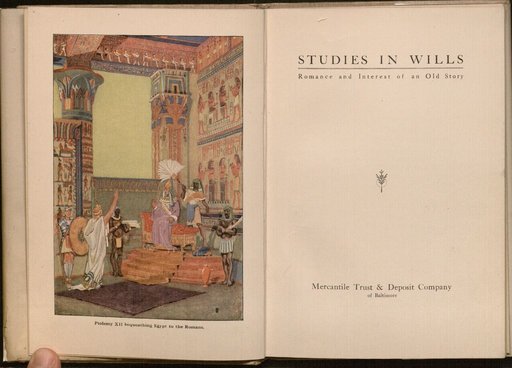 Ptolemy XII bequeathing Egypt to the Romans.
STUDIES IN WILLS
Romance and Interest of an Old Story
Mercantile Trust & Deposit Company
of Baltimore